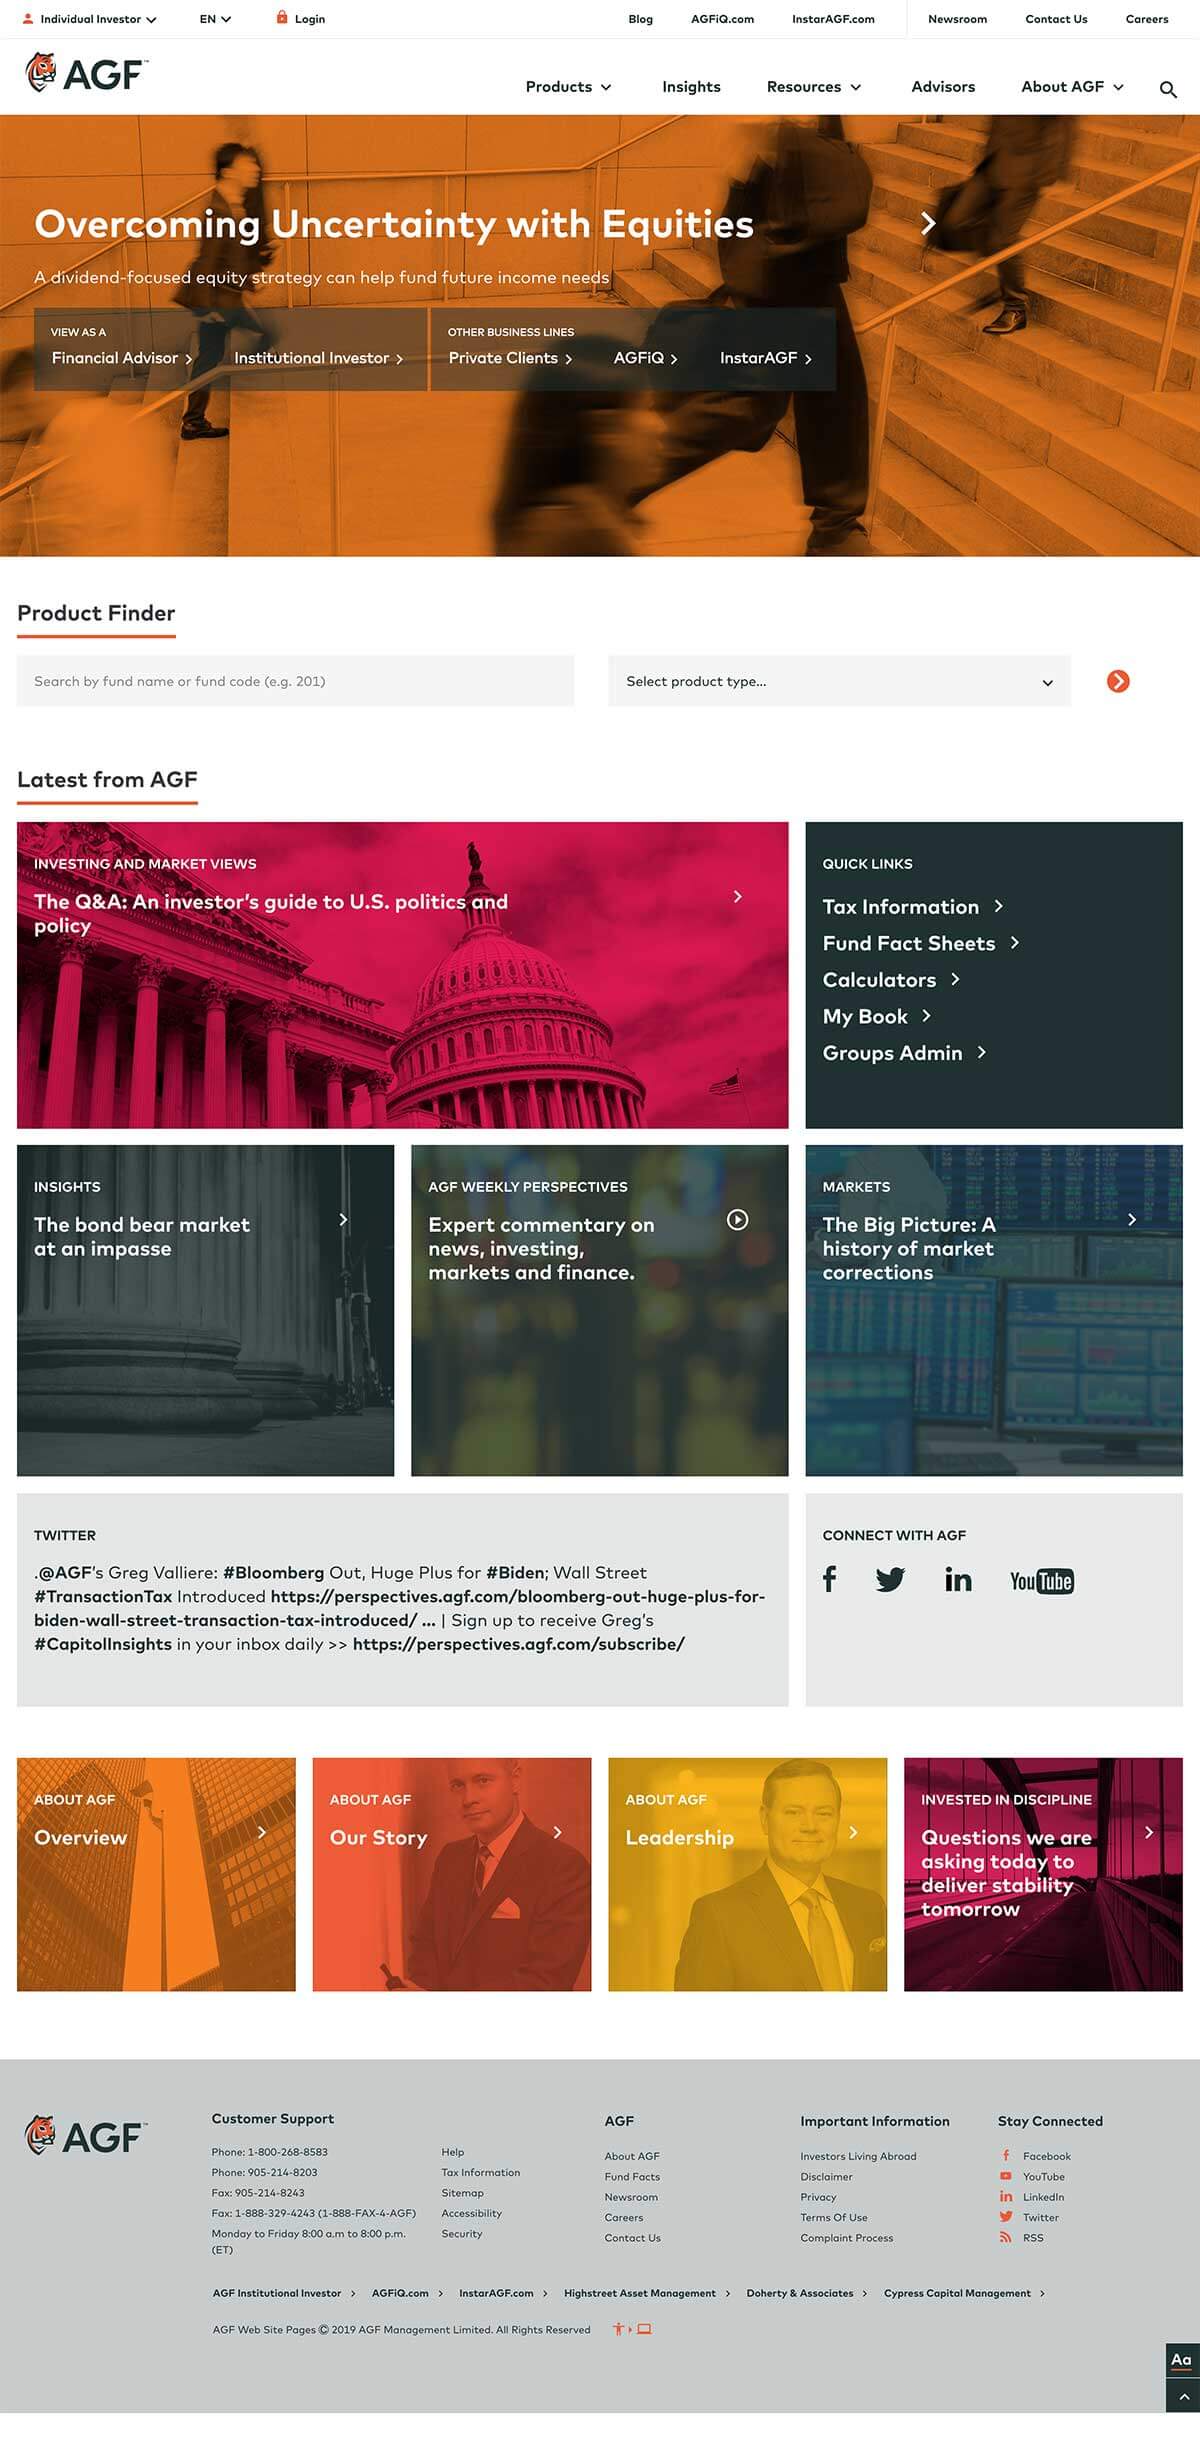 Individual Investor
EN
Login
Blog
AGFiQ.com
InstarAGF.com
Newsroom
Contact Us
Careers
AGF™
Products
Insights
Resources
Advisors
About AGF
Overcoming Uncertainty with Equities
A dividend-focused equity strategy can help fund future income needs
VIEW AS A
Financial Advisor
Institutional Investor
OTHER BUSINESS LINES
Private Clients
AGFiQ
InstarAGF
Product Finder
Search by fund name or fund code (e.g. 201)
Select product type...
Latest from AGF
INVESTING AND MARKET VIEWS
The Q&A: An investor’s guide to U.S. politics and
policy
QUICK LINKS
Tax Information
Fund Fact Sheets
Calculators
My Book
Groups Admin
INSIGHTS
The bond bear market
at an impasse
AGF WEEKLY PERSPECTIVES
Expert commentary on
news, investing,
markets and finance.
MARKETS
The Big Picture: A
history of market
corrections
TWITTER
.@AGF’s Greg Valliere: #Bloomberg Out, Huge Plus for #Biden; Wall Street
#TransactionTax Introduced https://perspectives.agf.com/bloomberg-out-huge-plus-for-
biden-wall-street-transaction-tax-introduced/ ... | Sign up to receive Greg’s
#CapitolInsights in your inbox daily >> https://perspectives.agf.com/subscribe/
CONNECT WITH AGF
f
in
YouTube
ABOUT AGF
Overview
ABOUT AGF
Our Story
ABOUT AGF
Leadership
INVESTED IN DISCIPLINE
Questions we are
asking today to
deliver stability
tomorrow
AGF™
Customer Support
Phone: 1-800-268-8583
Phone: 905-214-8203
Fax: 905-214-8243
Fax: 1-888-329-4243 (1-888-FAX-4-AGF)
Monday to Friday 8:00 a.m to 8:00 p.m.
(ET)
Help
Tax Information
Sitemap
Accessibility
Security
AGF
About AGF
Fund Facts
Newsroom
Careers
Contact Us
Important Information
Investors Living Abroad
Disclaimer
Privacy
Terms Of Use
Complaint Process
Stay Connected
Facebook
YouTube
LinkedIn
Twitter
RSS
AGF Institutional Investor
AGFiQ.com
InstarAGF.com
Highstreet Asset Management
Doherty & Associates
Cypress Capital Management
AGF Web Site Pages © 2019 AGF Management Limited. All Rights Reserved
Aa